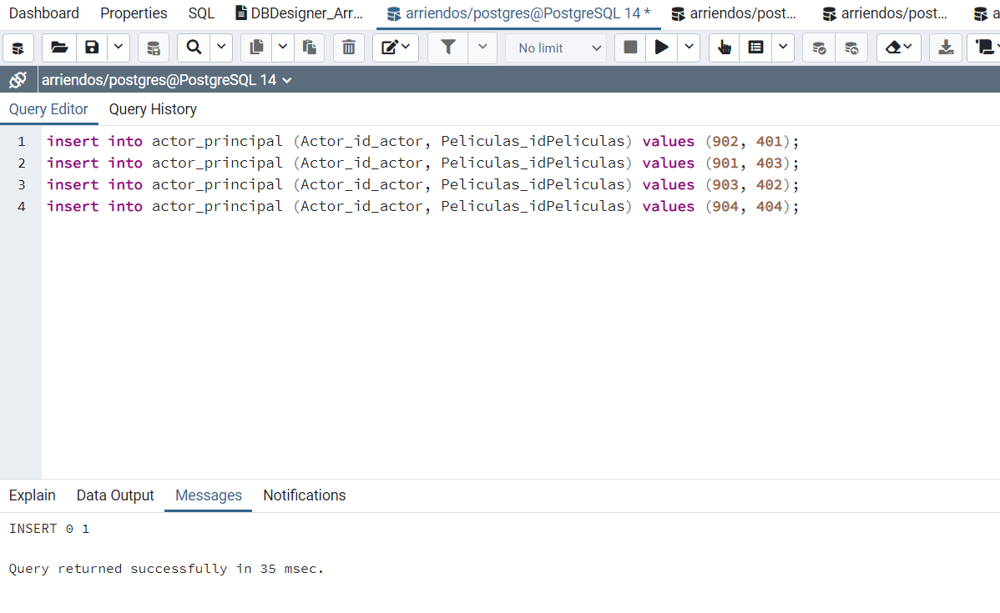 Dashboard Properties SQL DBDesigner_Arr... arriendos/postgres@PostgreSQL 14 * arriendos/post... arriendos/post... a
No limit
arriendos/postgres@PostgreSQL 14
Query Editor Query History
1 insert into actor_principal (Actor_id_actor, Peliculas_idPeliculas) values (902, 401);
2 insert into actor_principal (Actor_id_actor, Peliculas_idPeliculas) values (901, 403);
3 insert into actor_principal (Actor_id_actor, Peliculas_idPeliculas) values (903, 402);
4 insert into actor_principal (Actor_id_actor, Peliculas_idPeliculas) values (904, 404);
Explain Data Output Messages Notifications
INSERT 0 1
Query returned successfully in 35 msec.